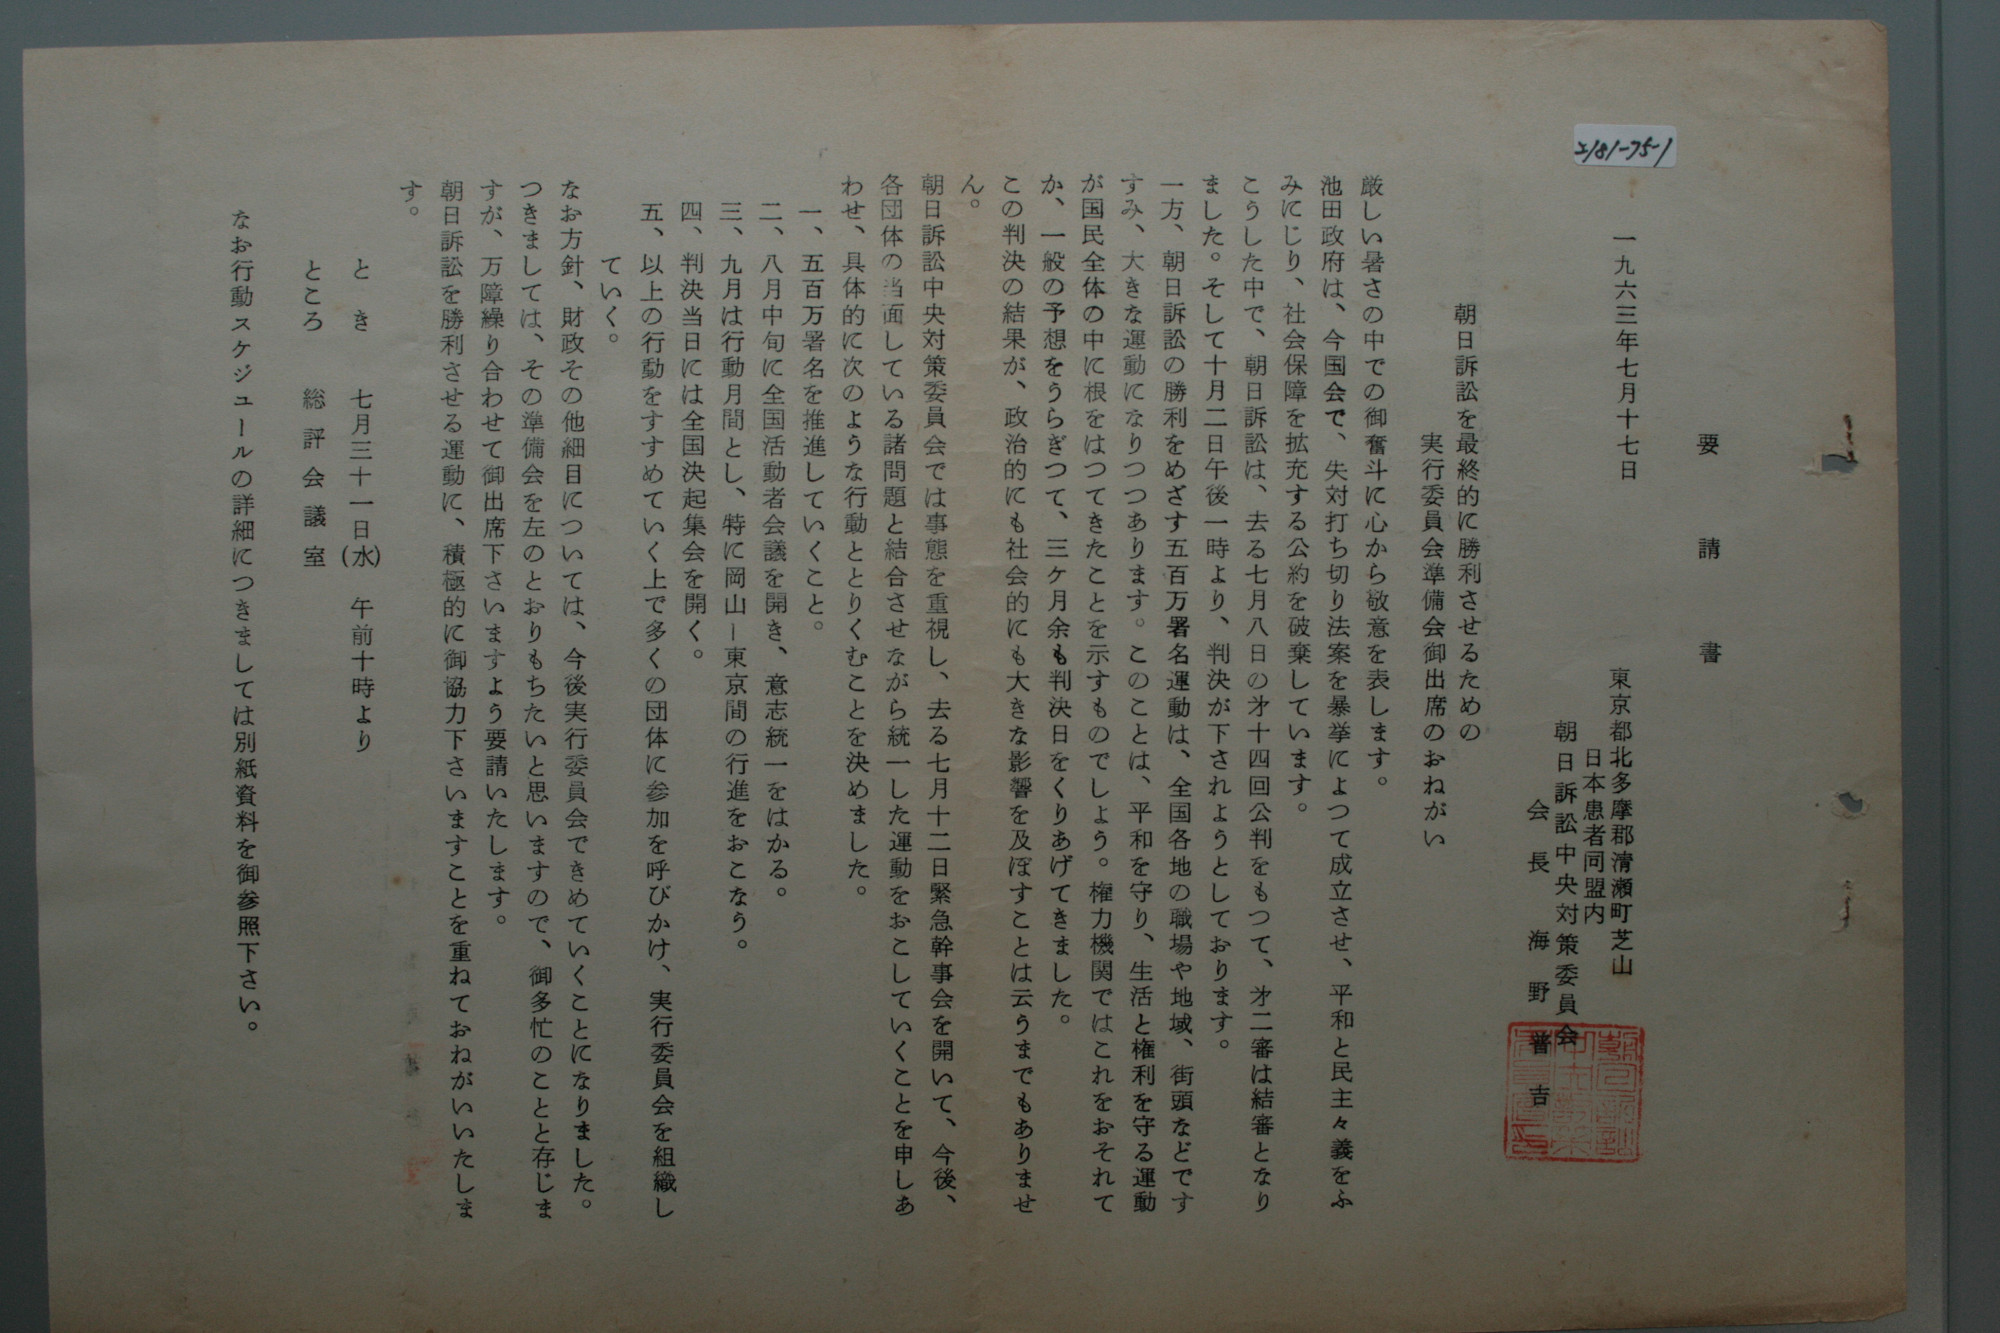 ユ181-75-1
要請書
一九六三年七月十七日
東京都北多摩郡清瀬町芝山
日本患者同盟内
朝日訴訟中央対策委員会
会長 海野普吉
朝日訴訟を最終的に勝利させるための
実行委員会準備会御出席のおねがい
厳しい暑さの中での御奮斗に心から敬意を表します。
池田政府は、今国会で、失対打ち切り法案を暴挙によつて成立させ、平和と民主々義をふ
みにじり、社会保障を拡充する公約を破棄しています。
こうした中で、朝日訴訟は、去る七月八日の才十四回公判をもつて、才二審は結審となり
ました。そして十月二日午後一時より、判決が下されようとしております。
一方、朝日訴訟の勝利をめざす五百万署名運動は、全国各地の職場や地域、街頭などです
すみ、大きな運動になりつつあります。このことは、平和を守り、生活と権利を守る運動
が国民全体の中に根をはつてきたことを示すものでしょう。権力機関ではこれをおそれて
か、一般の予想をうらぎつて、三ケ月余も判決日をくりあげてきました。
この判決の結果が、政治的にも社会的にも大きな影響を及ぼすことは云うまでもありませ
ん。
朝日訴訟中央対策委員会では事態を重視し、去る七月十二日緊急幹事会を開いて、今後、
各団体の当面している諸問題と結合させながら統一した運動をおこしていくことを申しあ
わせ、具体的に次のような行動ととりくむことを決めました。
一、五百万署名を推進していくこと。
二、八月中旬に全国活動者会議を開き、意志統一をはかる。
三、九月は行動月間とし、特に岡山ー東京間の行進をおこなう。
四、判決当日には全国決起集会を開く。
五、以上の行動をすすめていく上で多くの団体に参加を呼びかけ、実行委員会を組織し
ていく。
なお方針、財政その他細目については、今後実行委員会できめていくことになりました。
つきましては、その準備会を左のとおりもちたいと思いますので、御多忙のことと存じま
すが、万障繰り合わせて御出席下さいますよう要請いたします。
朝日訴訟を勝利させる運動に、積極的に御協力下さいますことを重ねておねがいいたしま
す。
とき 七月三十一日(水) 午前十時より
ところ 総評会議室
なお行動スケジュールの詳細につきましては別紙資料を御参照下さい。